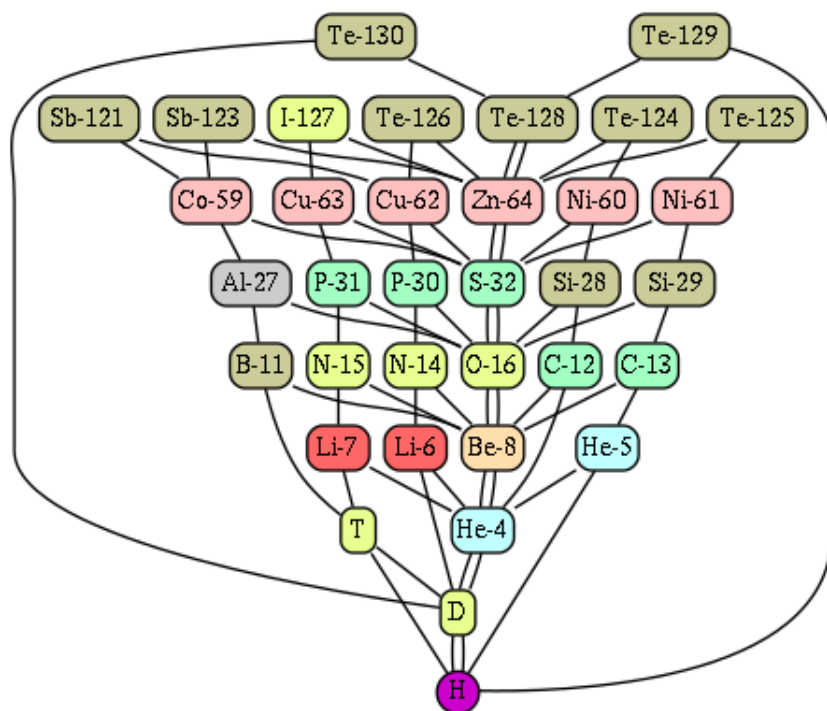 Te-130 Te-129
Sb-121 Sb-123 I-127 Te-126 Te-128 Te-124 Te-125
Co-59 Cu-63 Cu-62 Zn-64 Ni-60 Ni-61
Al-27 P-31 P-30 S-32 Si-28 Si-29
B-11 N-15 N-14 O-16 C-12 C-13
Li-7 Li-6 Be-8 He-5
T He-4
D
H